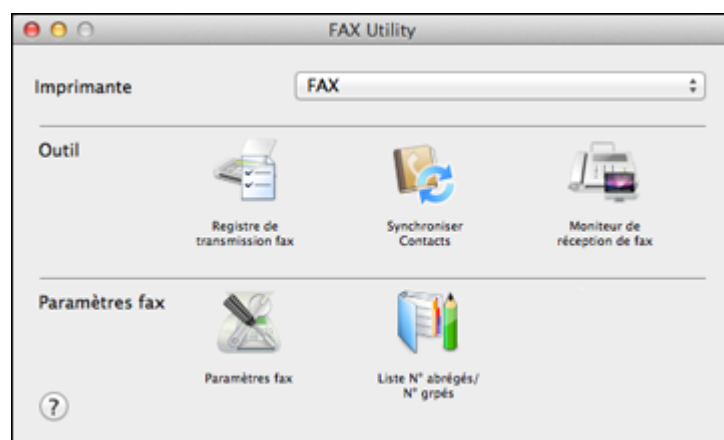 FAX Utility
Imprimante
FAX
Outil
Registre de
transmission fax
Synchroniser
Contacts
Moniteur de
réception de fax
Paramètres fax
Paramètres fax
Liste N° abrégés/
N° grpés
?